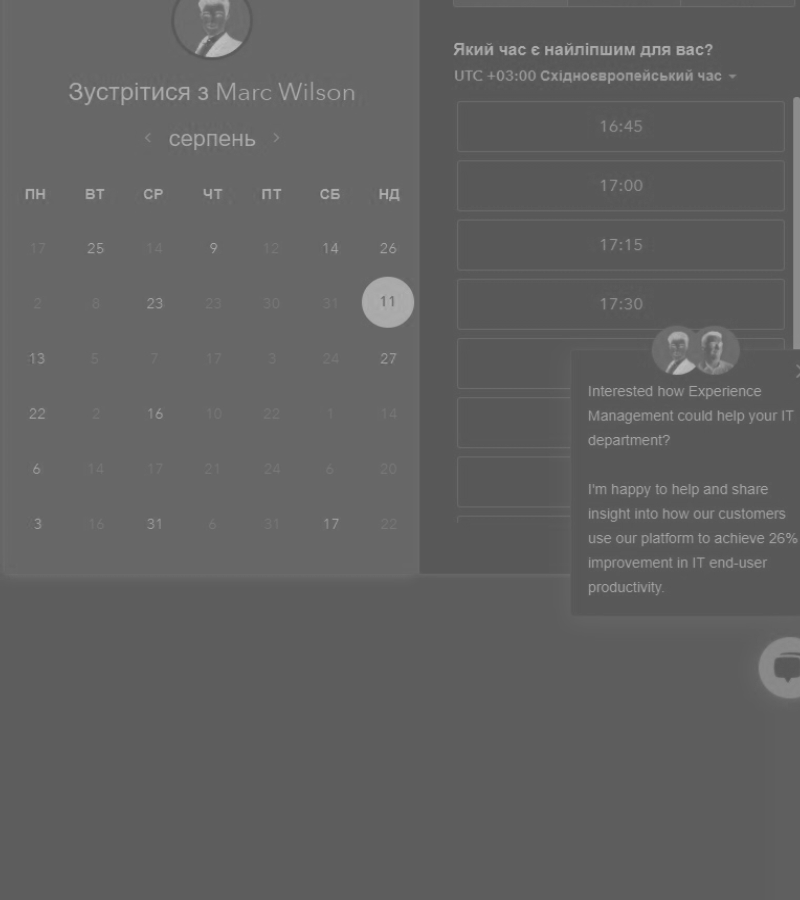 Зустрітися з Marc Wilson
серпень
ПН ВТ СР ЧТ ПТ СБ НД
17 25 14 9 12 14 26
2 8 23 23 30 31 11
13 5 7 17 3 24 27
22 2 16 10 22 1 14
6 14 17 21 24 6 20
3 16 31 6 31 17 22
Який час є найліпшим для вас?
UTC +03:00 Східноєвропейський час
16:45
17:00
17:15
17:30
Interested how Experience
Management could help your IT
department?
I'm happy to help and share
insight into how our customers
use our platform to achieve 26%
improvement in IT end-user
productivity.